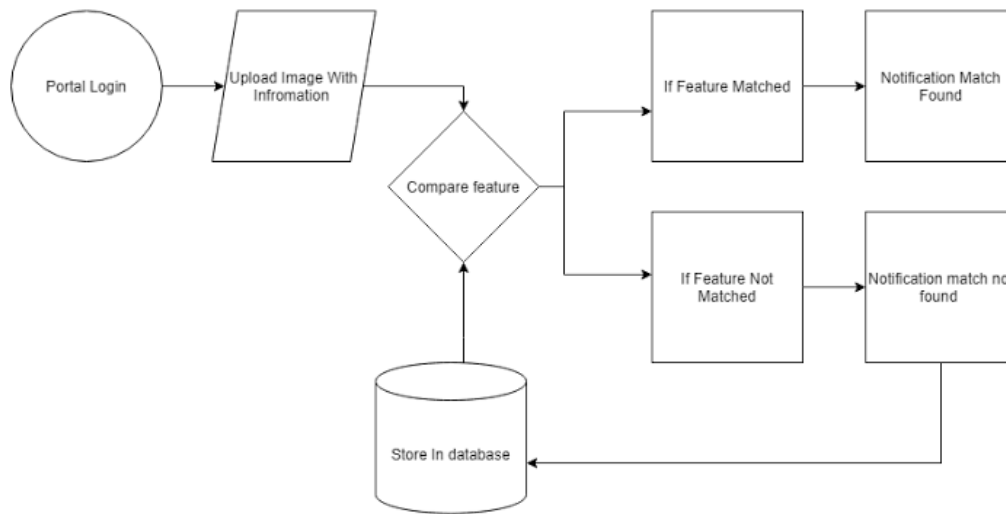 Portal Login
Upload Image With
Infromation
Compare feature
If Feature Matched
Notification Match
Found
If Feature Not
Matched
Notification match no
found
Store In database